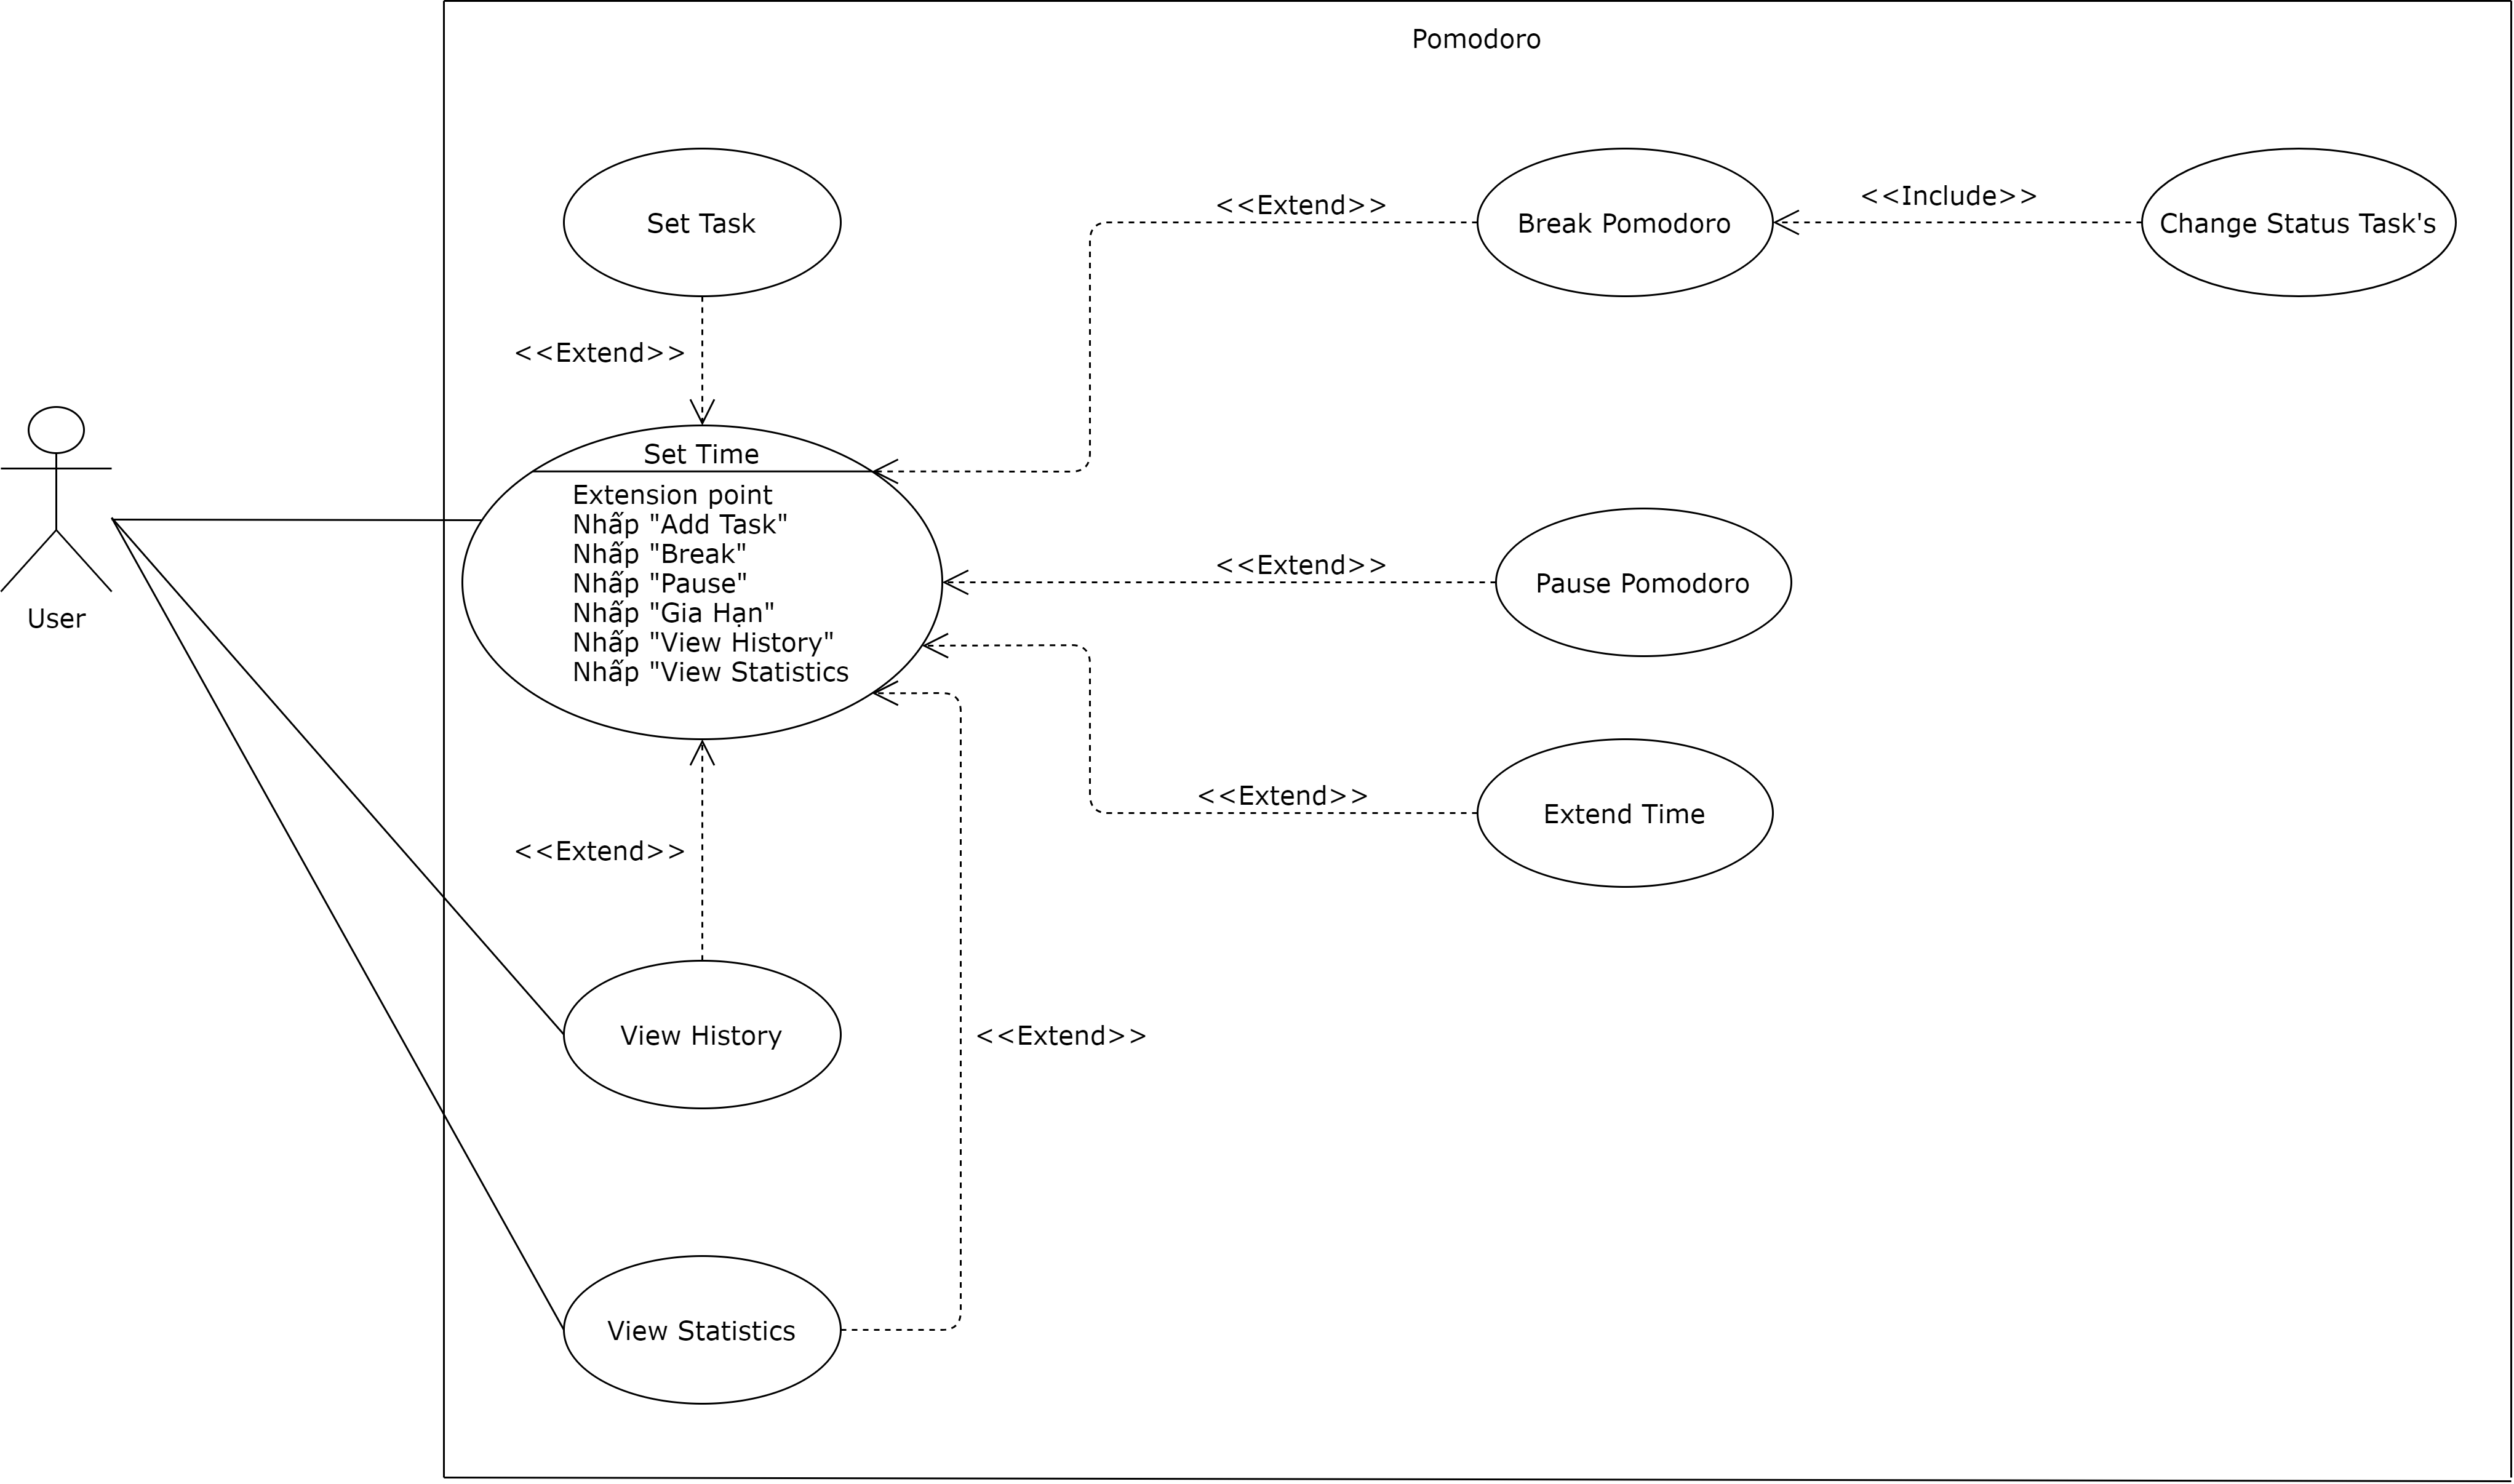 Pomodoro
Set Task
<<Extend>>
Break Pomodoro
<<Include>>
Change Status Task's
<<Extend>>
User
Set Time
Extension point
Nhấp "Add Task"
Nhấp "Break"
Nhấp "Pause"
Nhấp "Gia Hạn"
Nhấp "View History"
Nhấp "View Statistics
<<Extend>>
Pause Pomodoro
<<Extend>>
Extend Time
<<Extend>>
View History
<<Extend>>
View Statistics